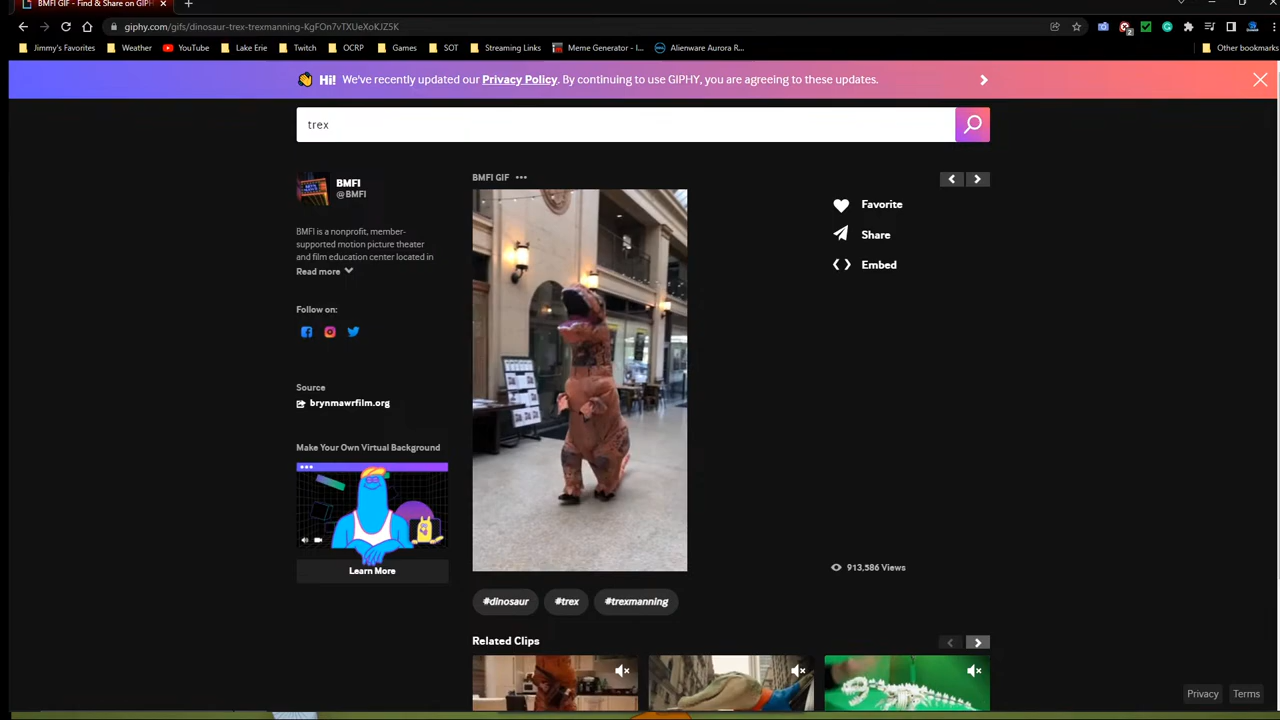 BMFI GIF - Find & Share on GIPH
giphy.com/gifs/dinosaur-trex-trexmanning-KgFOn7vTXUeXoKJZ5K
Jimmy's Favorites Weather YouTube Lake Erie Twitch OCRP Games SOT Streaming Links Meme Generator - I... Alienware Aurora R... Other bookmarks
Hi! We've recently updated our Privacy Policy. By continuing to use GIPHY, you are agreeing to these updates.
trex
BMFI
@BMFI
BMFI is a nonprofit, member-
supported motion picture theater
and film education center located in
Read more
Follow on:
Source
brynmawrfilm.org
Make Your Own Virtual Background
Learn More
BMFI GIF
Favorite
Share
Embed
913,586 Views
#dinosaur #trex #trexmanning
Related Clips
Privacy Terms